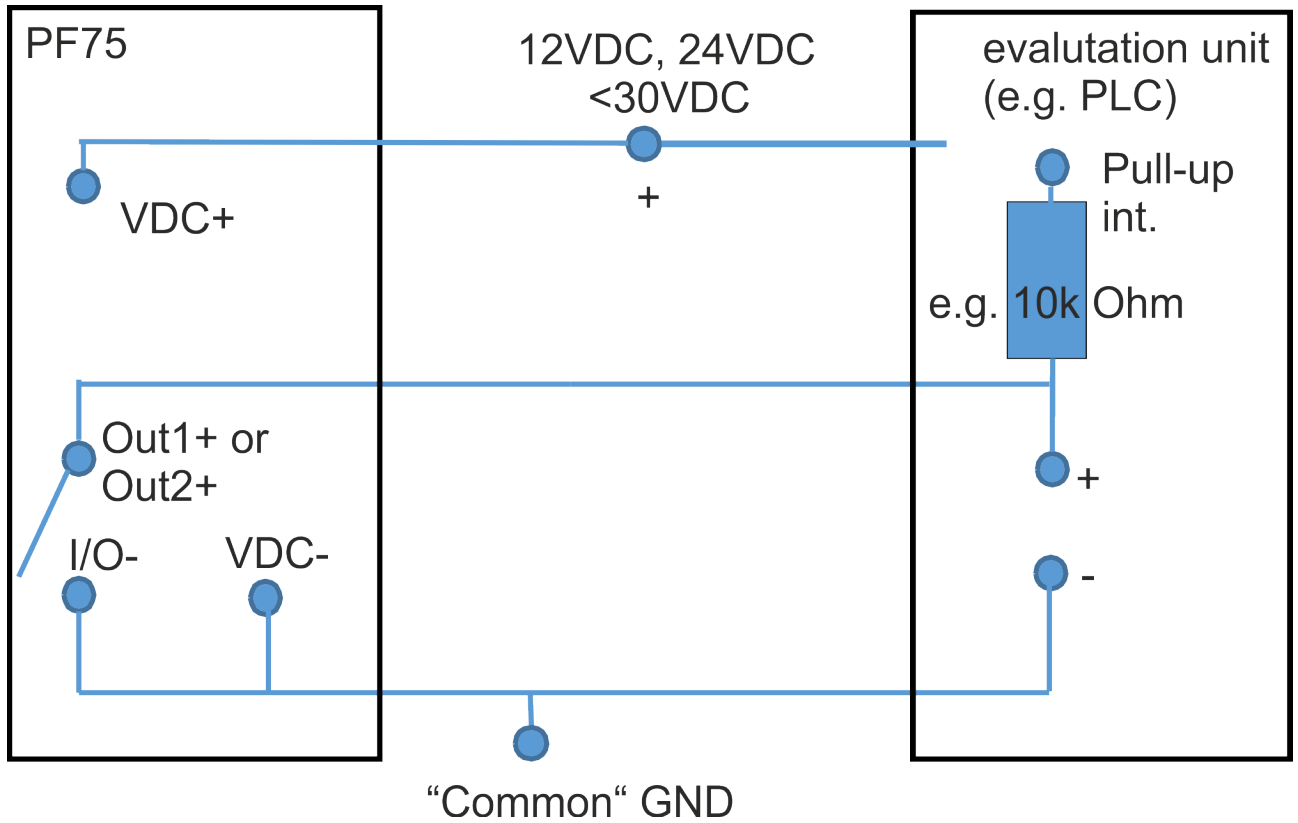 PF75
12VDC, 24VDC
<30VDC
+
evalutation unit
(e.g. PLC)
VDC+
Pull-up
int.
e.g. 10k Ohm
Out1+ or
Out2+
+
I/O-
VDC-
-
“Common“ GND